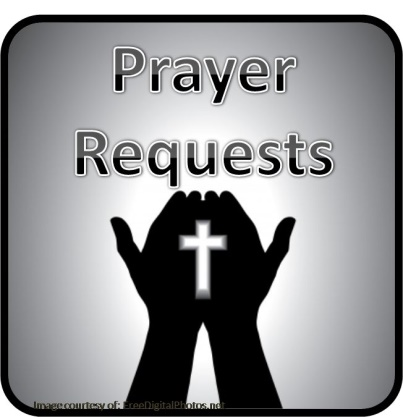 Prayer
Requests
Image courtesy of: FreeDigitalPhotos.net